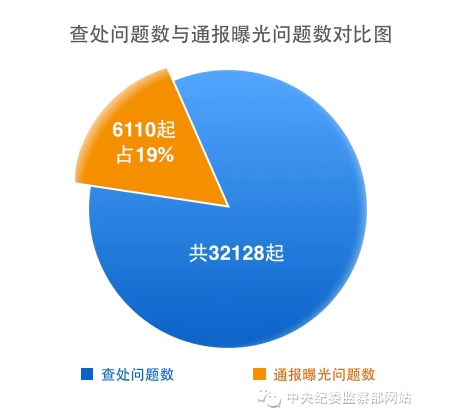 查处问题数与通报曝光问题数对比图
6110起
占19%
共32128起
查处问题数
通报曝光问题数
中央纪委监察部网站